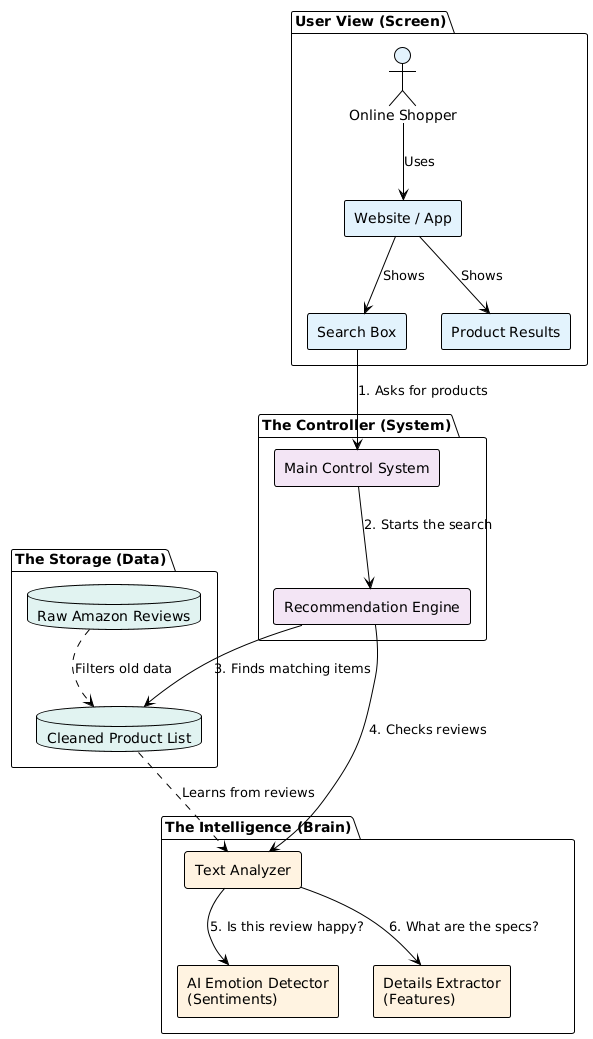 User View (Screen)
Online Shopper
Uses
Website / App
Shows
Shows
Search Box
Product Results
1. Asks for products
The Controller (System)
Main Control System
2. Starts the search
Recommendation Engine
The Storage (Data)
Raw Amazon Reviews
Filters old data
3. Finds matching items
Cleaned Product List
4. Checks reviews
Learns from reviews
The Intelligence (Brain)
Text Analyzer
5. Is this review happy?
6. What are the specs?
AI Emotion Detector
(Sentiments)
Details Extractor
(Features)